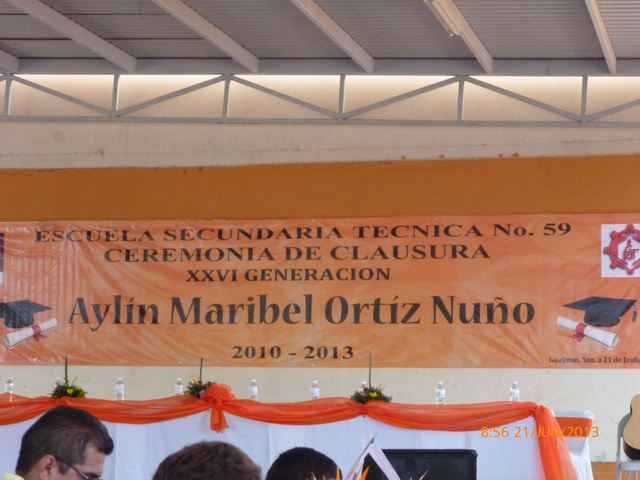 ESCUELA SECUNDARIA TECNICA No. 59
CEREMONIA DE CLAUSURA
XXVI GENERACION
Aylín Maribel Ortíz Nuño
2010 - 2013
Guaymas, Son. a 21 de Junio
8:56 21/JUN/2013